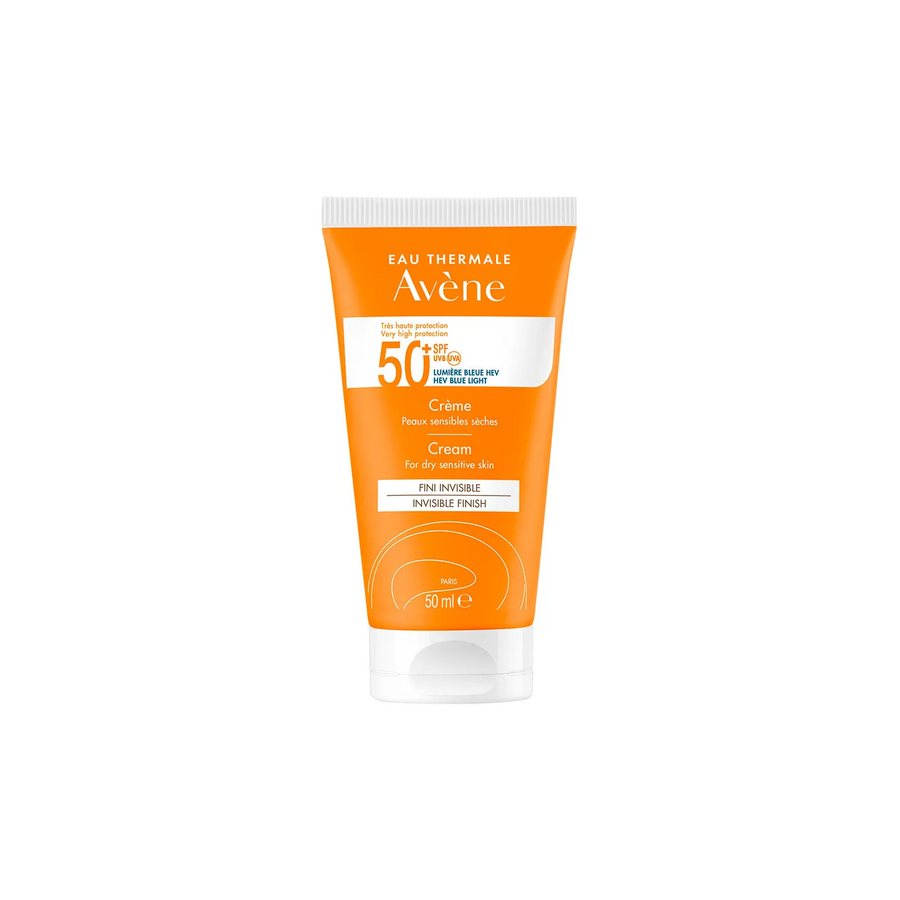 EAU THERMALE
Avène
Très haute protection
Very high protection
50+ SPF
UVB UVA
LUMIÈRE BLEUE HEV
HEV BLUE LIGHT
Crème
Peaux sensibles sèches
Cream
For dry sensitive skin
FINI INVISIBLE
INVISIBLE FINISH
PARIS
50 ml e